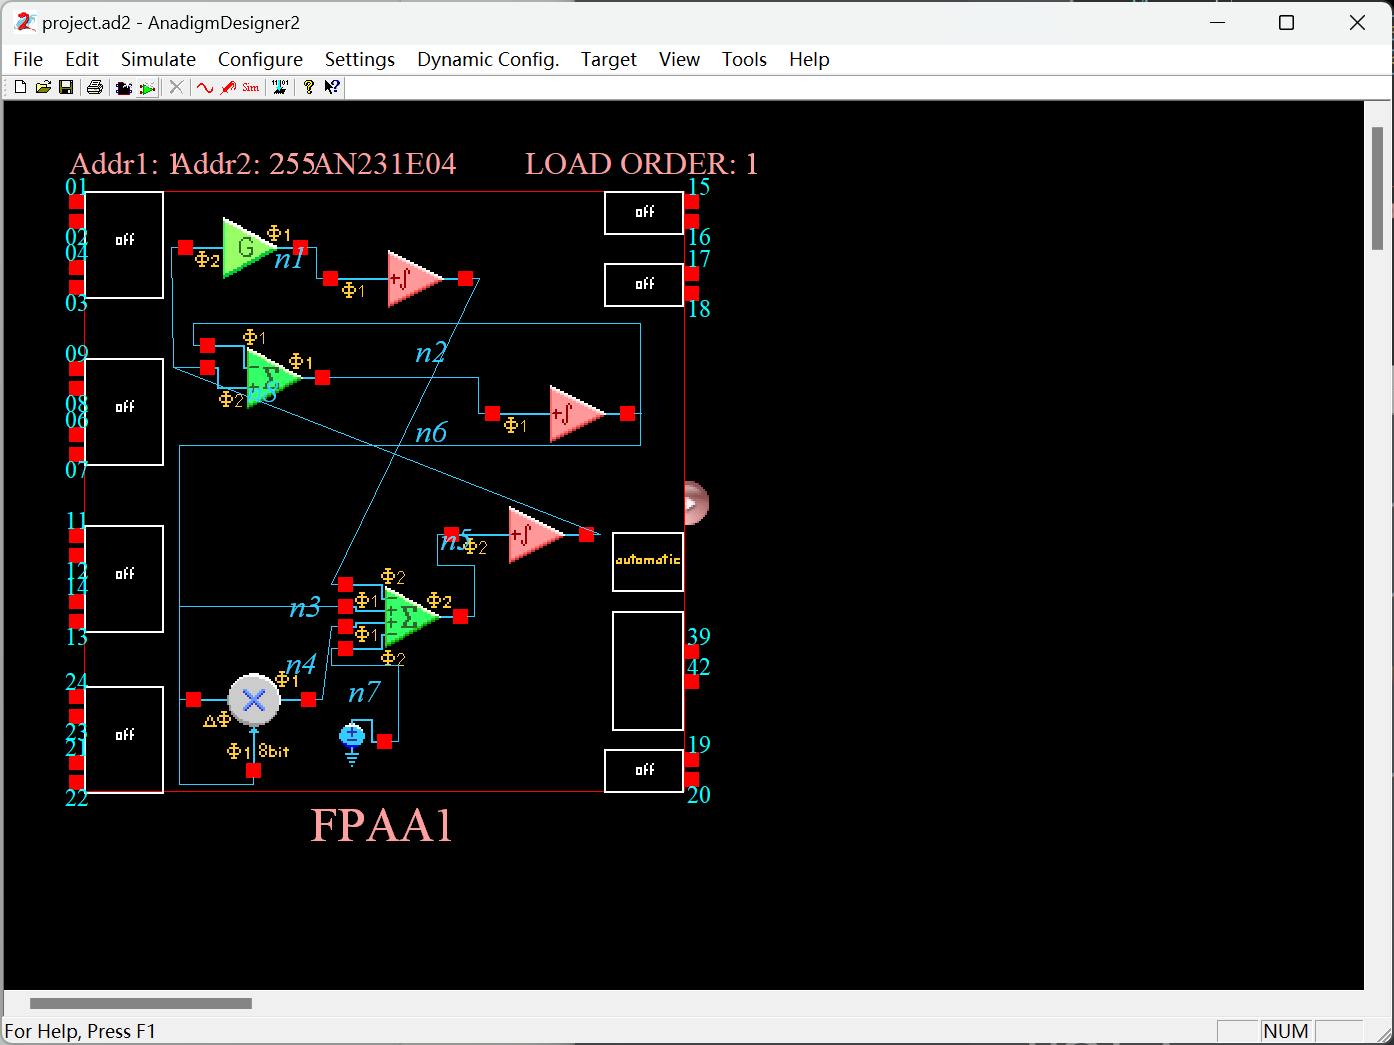 project.ad2 - AnadigmDesigner2
File Edit Simulate Configure Settings Dynamic Config. Target View Tools Help
Sim
Addr1: 1 Addr2: 255 AN231E04 LOAD ORDER: 1
01 15
off off
02 16
04 17
off
03 18
G Φ1
Φ2 n1
+∫
Φ1
09
off
08
06
07
Φ1
Φ1
n2
Σ
Φ2 n8
+∫
Φ1
n6
11
off
12
14
13
n5 Φ2
+∫
automatic
Φ2
n3 Φ1 Φ2
Σ
Φ1
Φ2
39
42
24
off
23
21
22
n4
Φ1
n7
ΔΦ
Φ1 8bit
19
off
20
FPAA1
For Help, Press F1
NUM